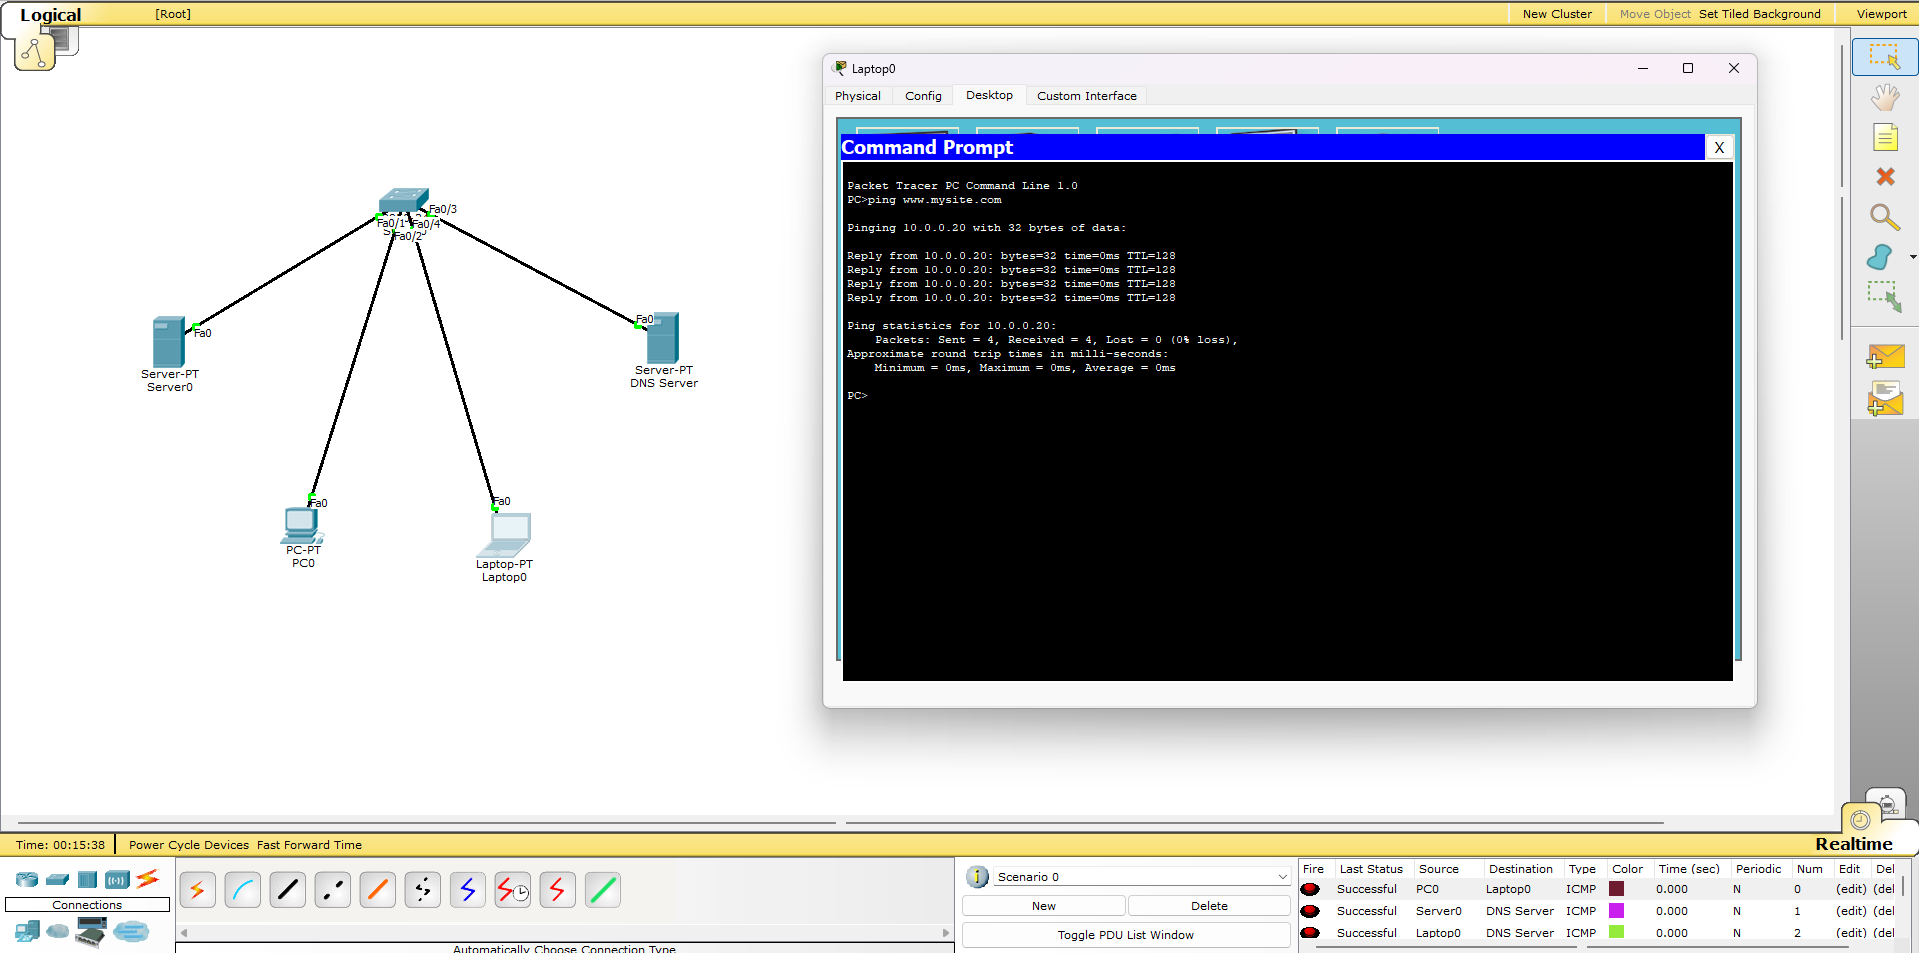 Logical [Root] New Cluster Move Object Set Tiled Background Viewport
Laptop0
Physical Config Desktop Custom Interface
Command Prompt X
Packet Tracer PC Command Line 1.0
PC>ping www.mysite.com
Pinging 10.0.0.20 with 32 bytes of data:
Reply from 10.0.0.20: bytes=32 time=0ms TTL=128
Reply from 10.0.0.20: bytes=32 time=0ms TTL=128
Reply from 10.0.0.20: bytes=32 time=0ms TTL=128
Reply from 10.0.0.20: bytes=32 time=0ms TTL=128
Ping statistics for 10.0.0.20:
Packets: Sent = 4, Received = 4, Lost = 0 (0% loss),
Approximate round trip times in milli-seconds:
Minimum = 0ms, Maximum = 0ms, Average = 0ms
PC>
Fa0/3
Fa0/1 Fa0/4
Fa0/2
Fa0
Server-PT
Server0
Fa0
Server-PT
DNS Server
Fa0
PC-PT
PC0
Fa0
Laptop-PT
Laptop0
Time: 00:15:38 Power Cycle Devices Fast Forward Time Realtime
Connections
Automatically Choose Connection Type
Scenario 0
New Delete
Toggle PDU List Window
Fire Last Status Source Destination Type Color Time (sec) Periodic Num Edit Del
Successful PC0 Laptop0 ICMP 0.000 N 0 (edit) (del
Successful Server0 DNS Server ICMP 0.000 N 1 (edit) (del
Successful Laptop0 DNS Server ICMP 0.000 N 2 (edit) (del